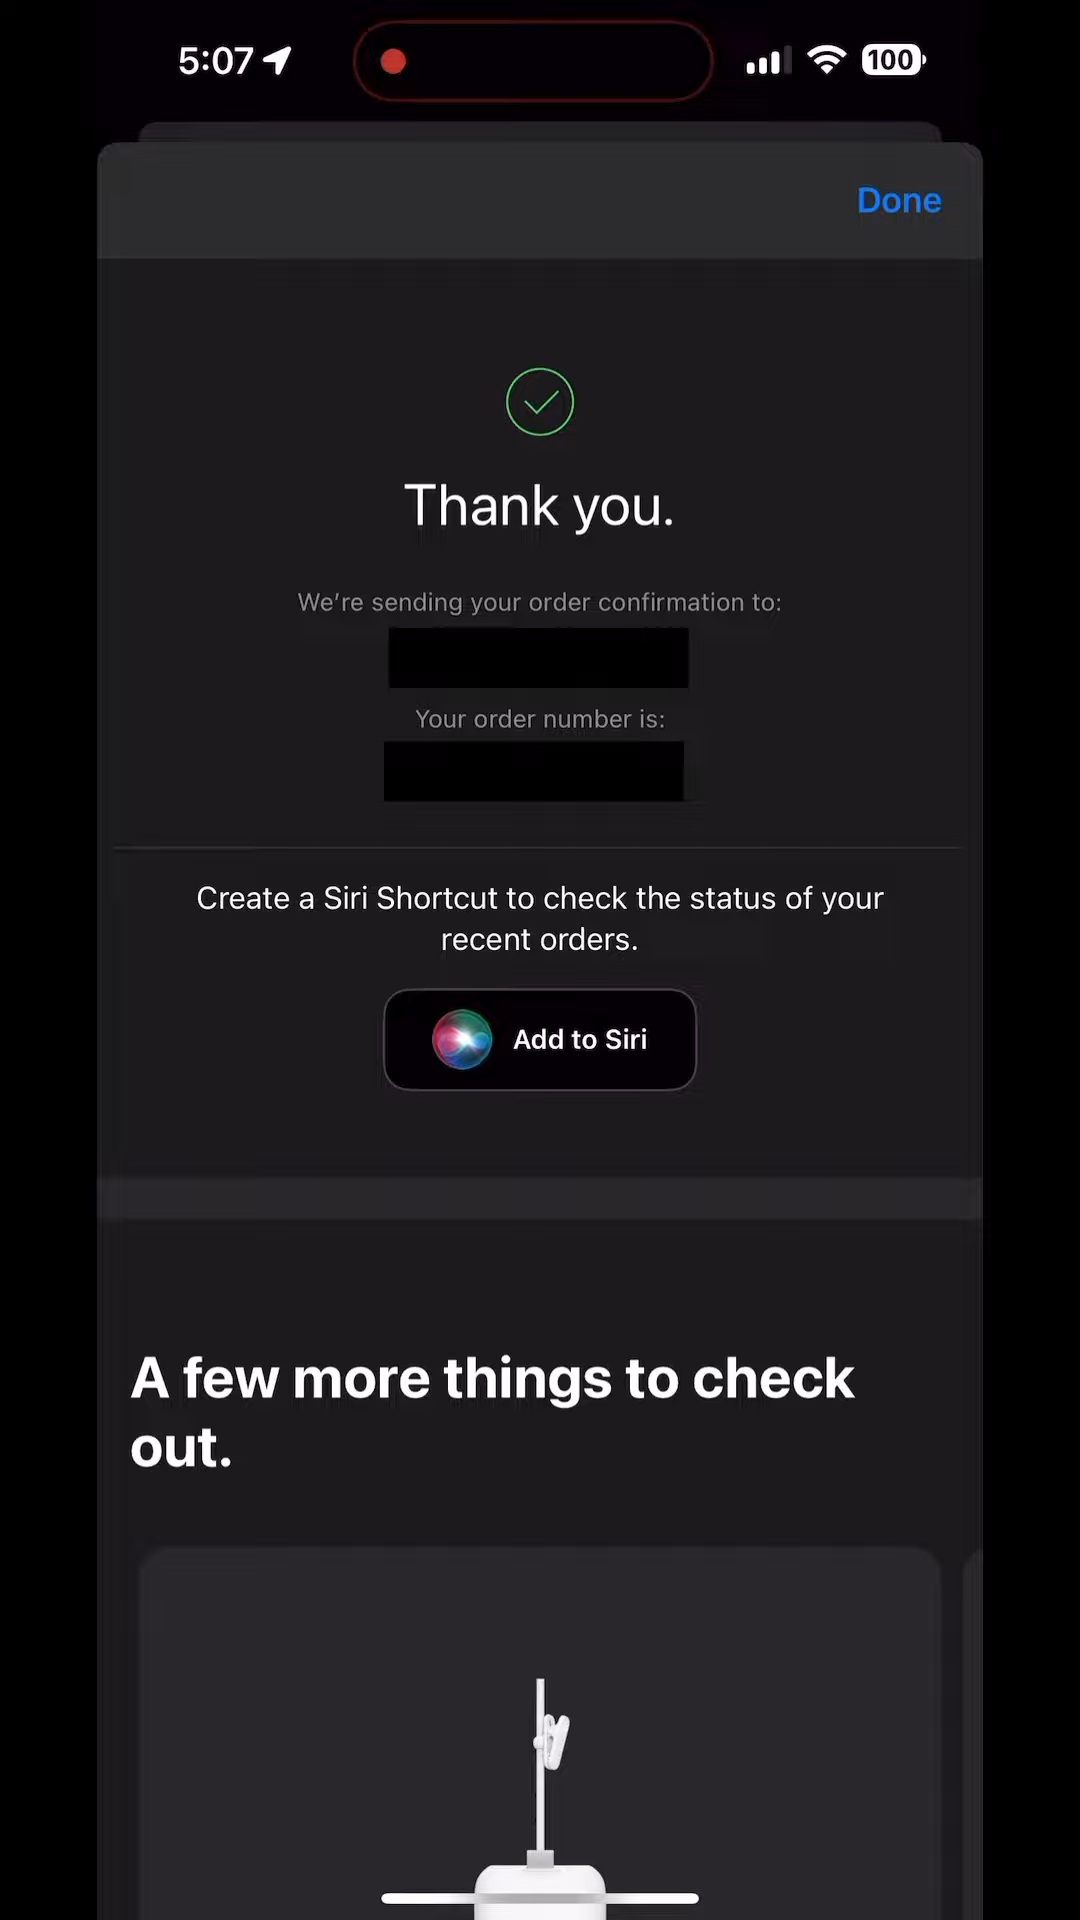 5:07
100
Done
Thank you.
We're sending your order confirmation to:
Your order number is:
Create a Siri Shortcut to check the status of your
recent orders.
Add to Siri
A few more things to check
out.